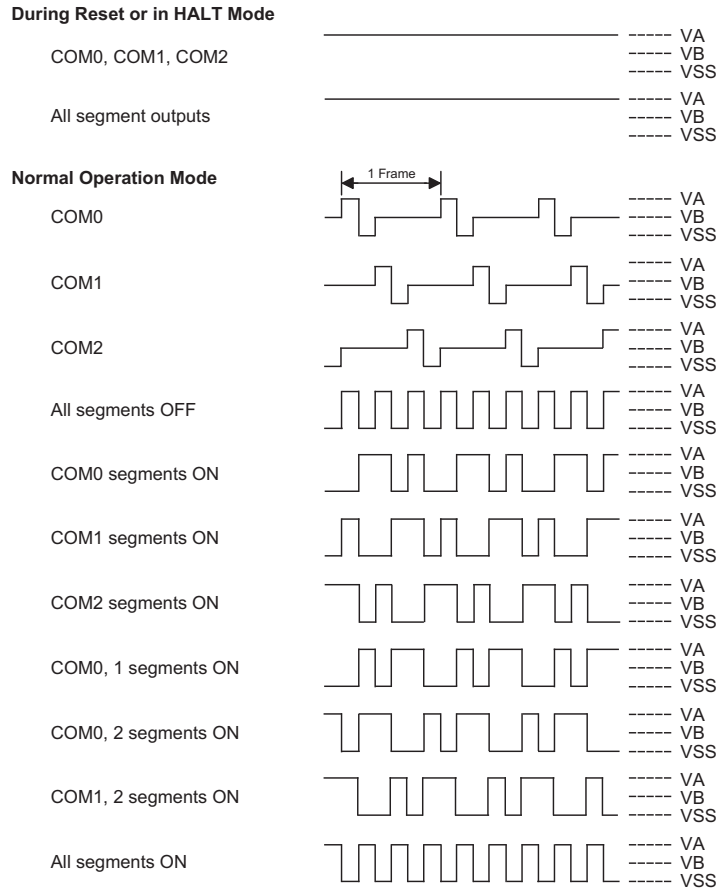 During Reset or in HALT Mode
COM0, COM1, COM2
VA
VB
VSS
All segment outputs
VA
VB
VSS
Normal Operation Mode
1 Frame
COM0
VA
VB
VSS
COM1
VA
VB
VSS
COM2
VA
VB
VSS
All segments OFF
VA
VB
VSS
COM0 segments ON
VA
VB
VSS
COM1 segments ON
VA
VB
VSS
COM2 segments ON
VA
VB
VSS
COM0, 1 segments ON
VA
VB
VSS
COM0, 2 segments ON
VA
VB
VSS
COM1, 2 segments ON
VA
VB
VSS
All segments ON
VA
VB
VSS